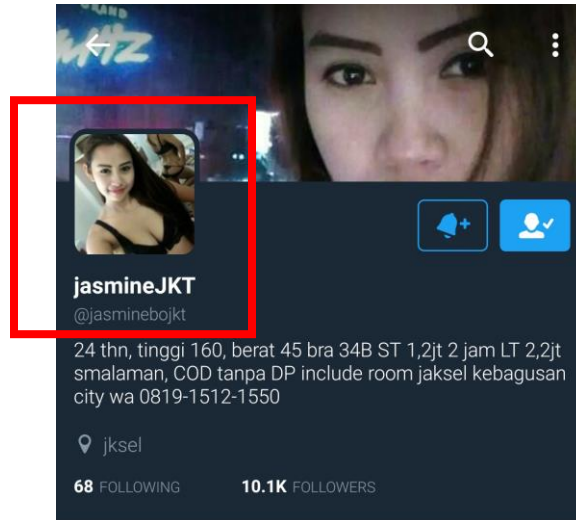 GRAND
jasmineJKT
@jasminebojkt
24 thn, tinggi 160, berat 45 bra 34B ST 1,2jt 2 jam LT 2,2jt
smalaman, COD tanpa DP include room jaksel kebagusan
city wa 0819-1512-1550
jksel
68 FOLLOWING 10.1K FOLLOWERS